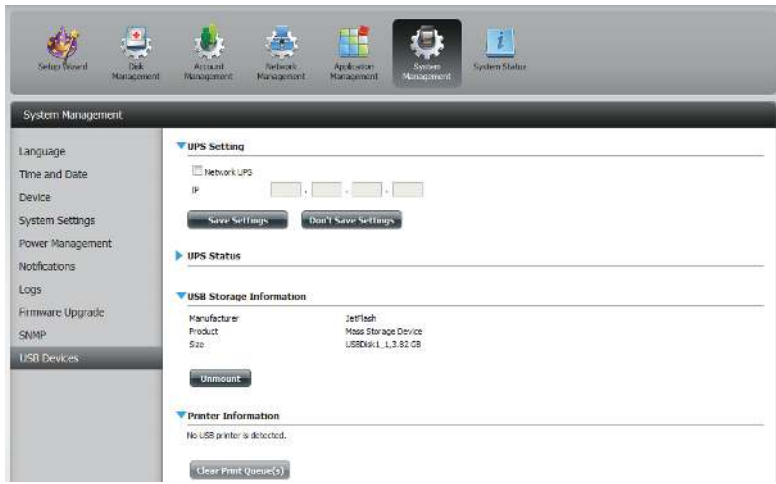 Setup Wizard
Disk Management
Account Management
Network Management
Application Management
System Management
System Status
System Management
Language
Time and Date
Device
System Settings
Power Management
Notifications
Logs
Firmware Upgrade
SNMP
USB Devices
UPS Setting
Network UPS
IP . . .
Save Settings Don't Save Settings
UPS Status
USB Storage Information
Manufacturer JetFlash
Product Mass Storage Device
Size USBDisk1_1,3.82 GB
Unmount
Printer Information
No USB printer is detected.
Clear Print Queue(s)